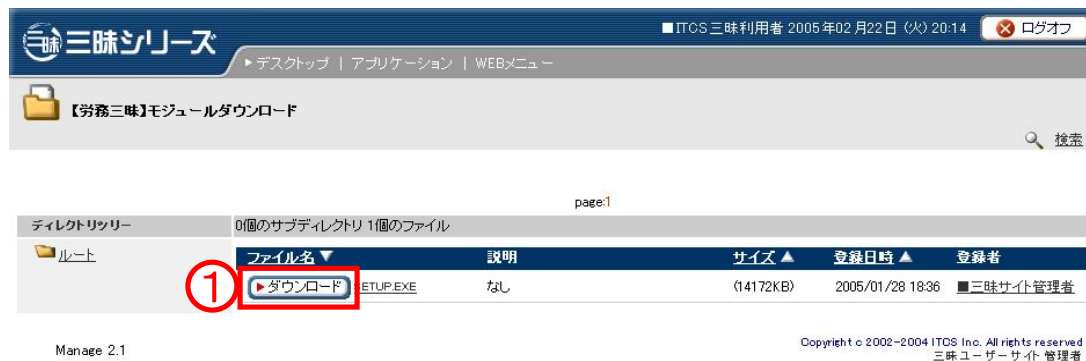 三昧シリーズ
■ITCS三昧利用者 2005年02月22日 (火) 20:14 ログオフ
デスクトップ | アプリケーション | WEBメニュー
【労務三昧】モジュールダウンロード
検索
page:1
ディレクトリツリー 0個のサブディレクトリ 1個のファイル
ルート
ファイル名▼ 説明 サイズ▲ 登録日時▲ 登録者
① ダウンロード SETUP.EXE なし (14172KB) 2005/01/28 18:36 ■三昧サイト管理者
Manage 2.1
Copyright c 2002-2004 ITCS Inc. All rights reserved
三昧ユーザーサイト管理者